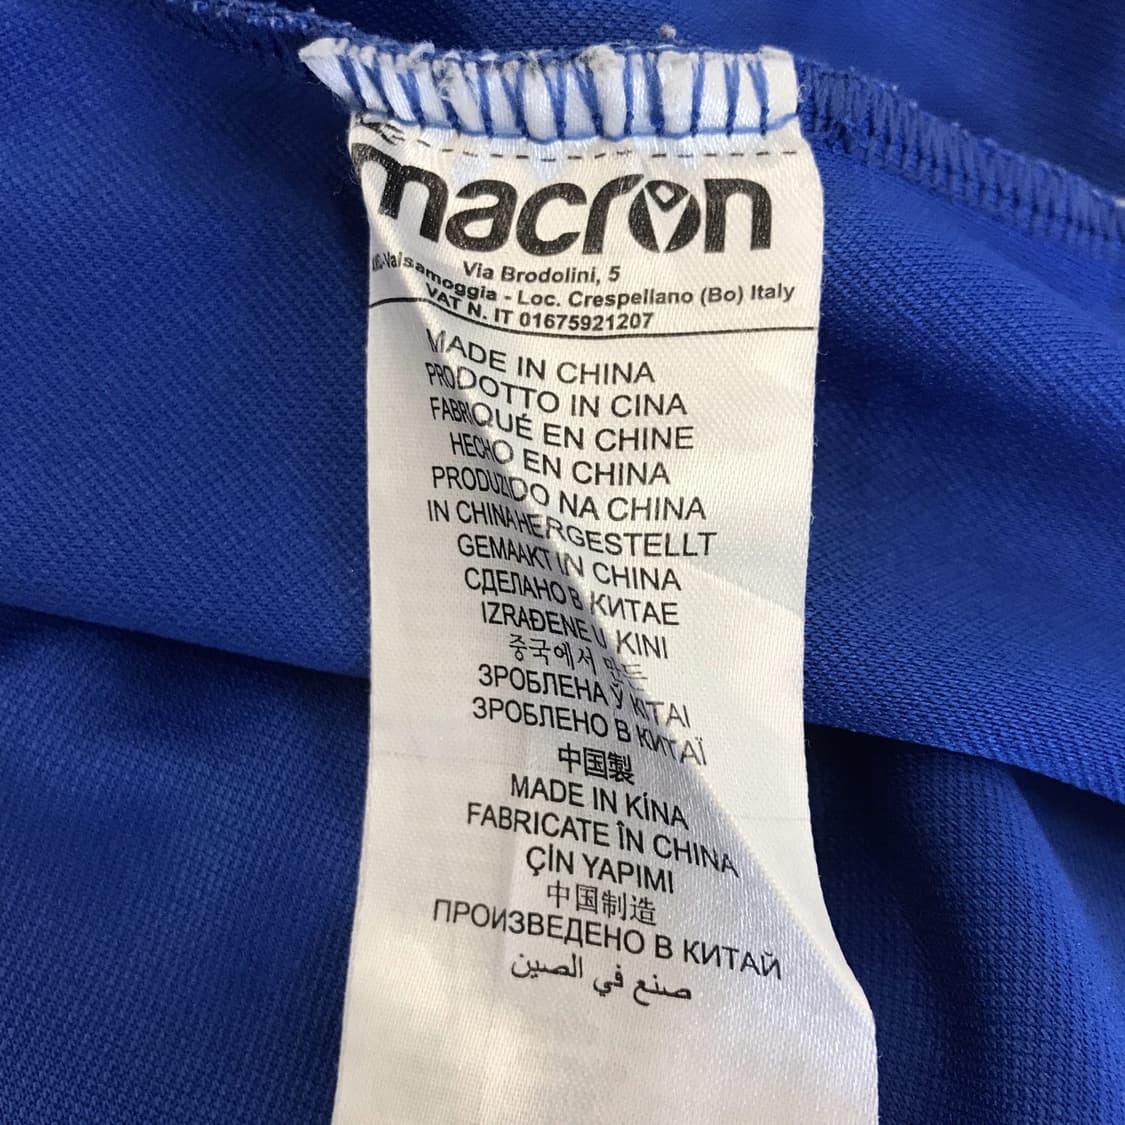 macron
Via Brodolini, 5
Valsamoggia - Loc. Crespellano (Bo) Italy
VAT N. IT 01675921207
MADE IN CHINA
PRODOTTO IN CINA
FABRIQUÉ EN CHINE
HECHO EN CHINA
PRODUZIDO NA CHINA
IN CHINA HERGESTELLT
GEMAAKT IN CHINA
СДЕЛАНО В КИТАЕ
IZRAĐENE U KINI
중국에서 만드
ЗРОБЛЕНА Ў КІТАІ
ЗРОБЛЕНО В КИТАЇ
中国製
MADE IN KÍNA
FABRICATE ÎN CHINA
ÇİN YAPIMI
中国制造
ПРОИЗВЕДЕНО В КИТАЙ
صنع في الصين